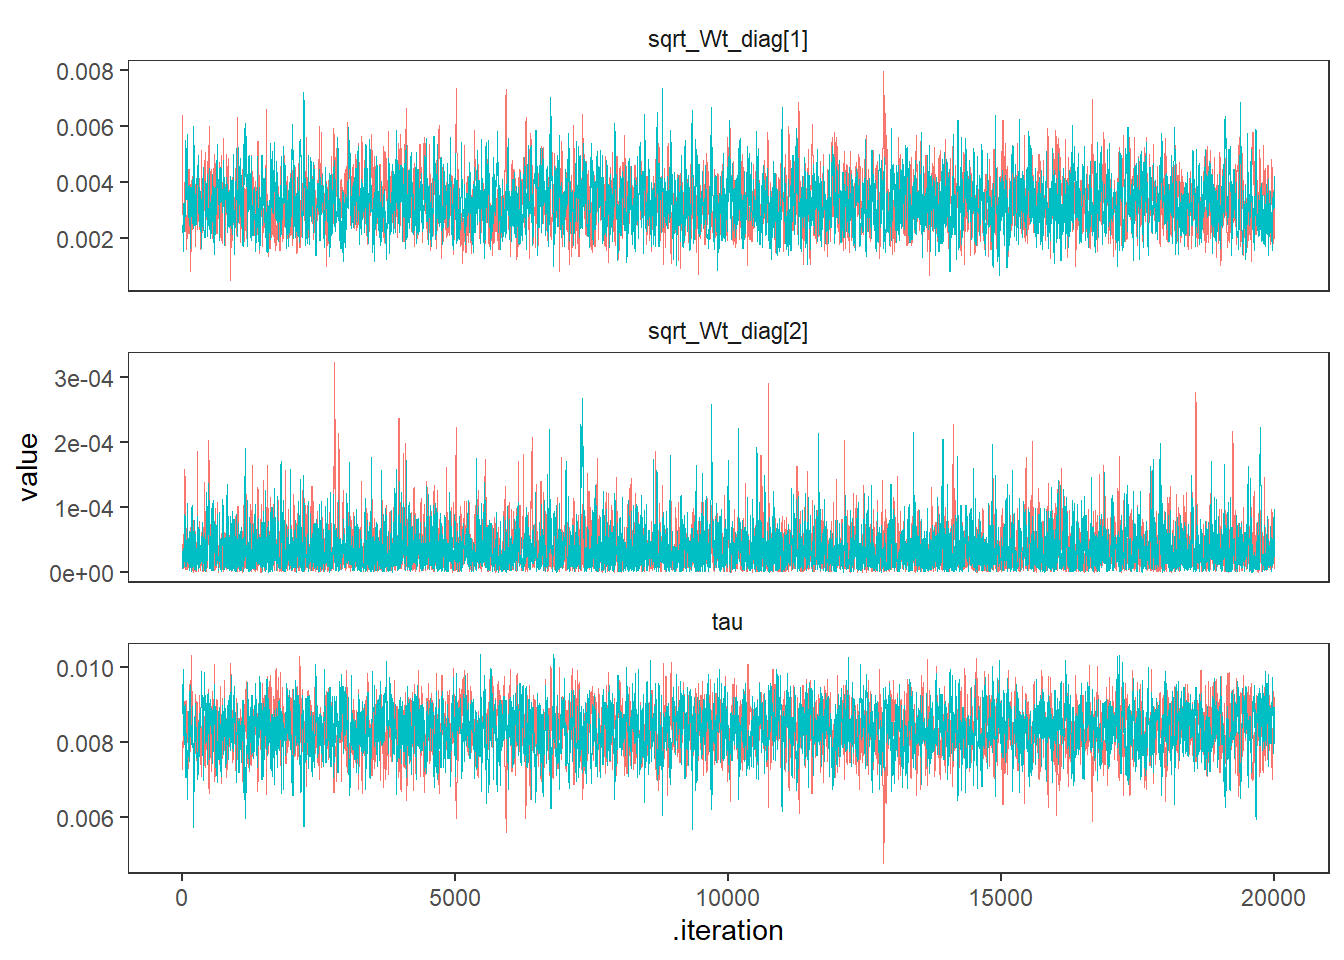 sqrt_Wt_diag[1]
0.008
0.006
0.004
0.002
sqrt_Wt_diag[2]
3e-04
2e-04
1e-04
0e+00
value
tau
0.010
0.008
0.006
0 5000 10000 15000 20000
.iteration